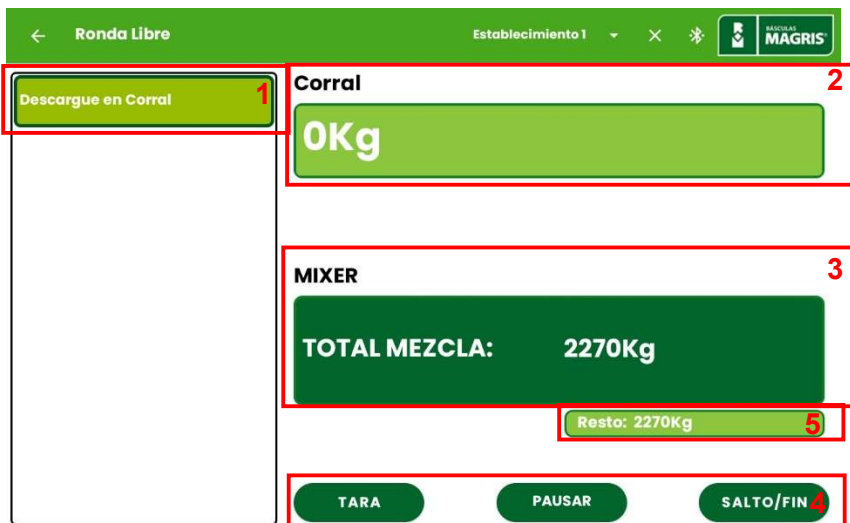 Ronda Libre
Establecimiento 1
BÁSCULAS
MAGRIS
Descargue en Corral
1
Corral
2
0Kg
MIXER
3
TOTAL MEZCLA: 2270Kg
Resto: 2270Kg
5
TARA
PAUSAR
SALTO/FIN
4